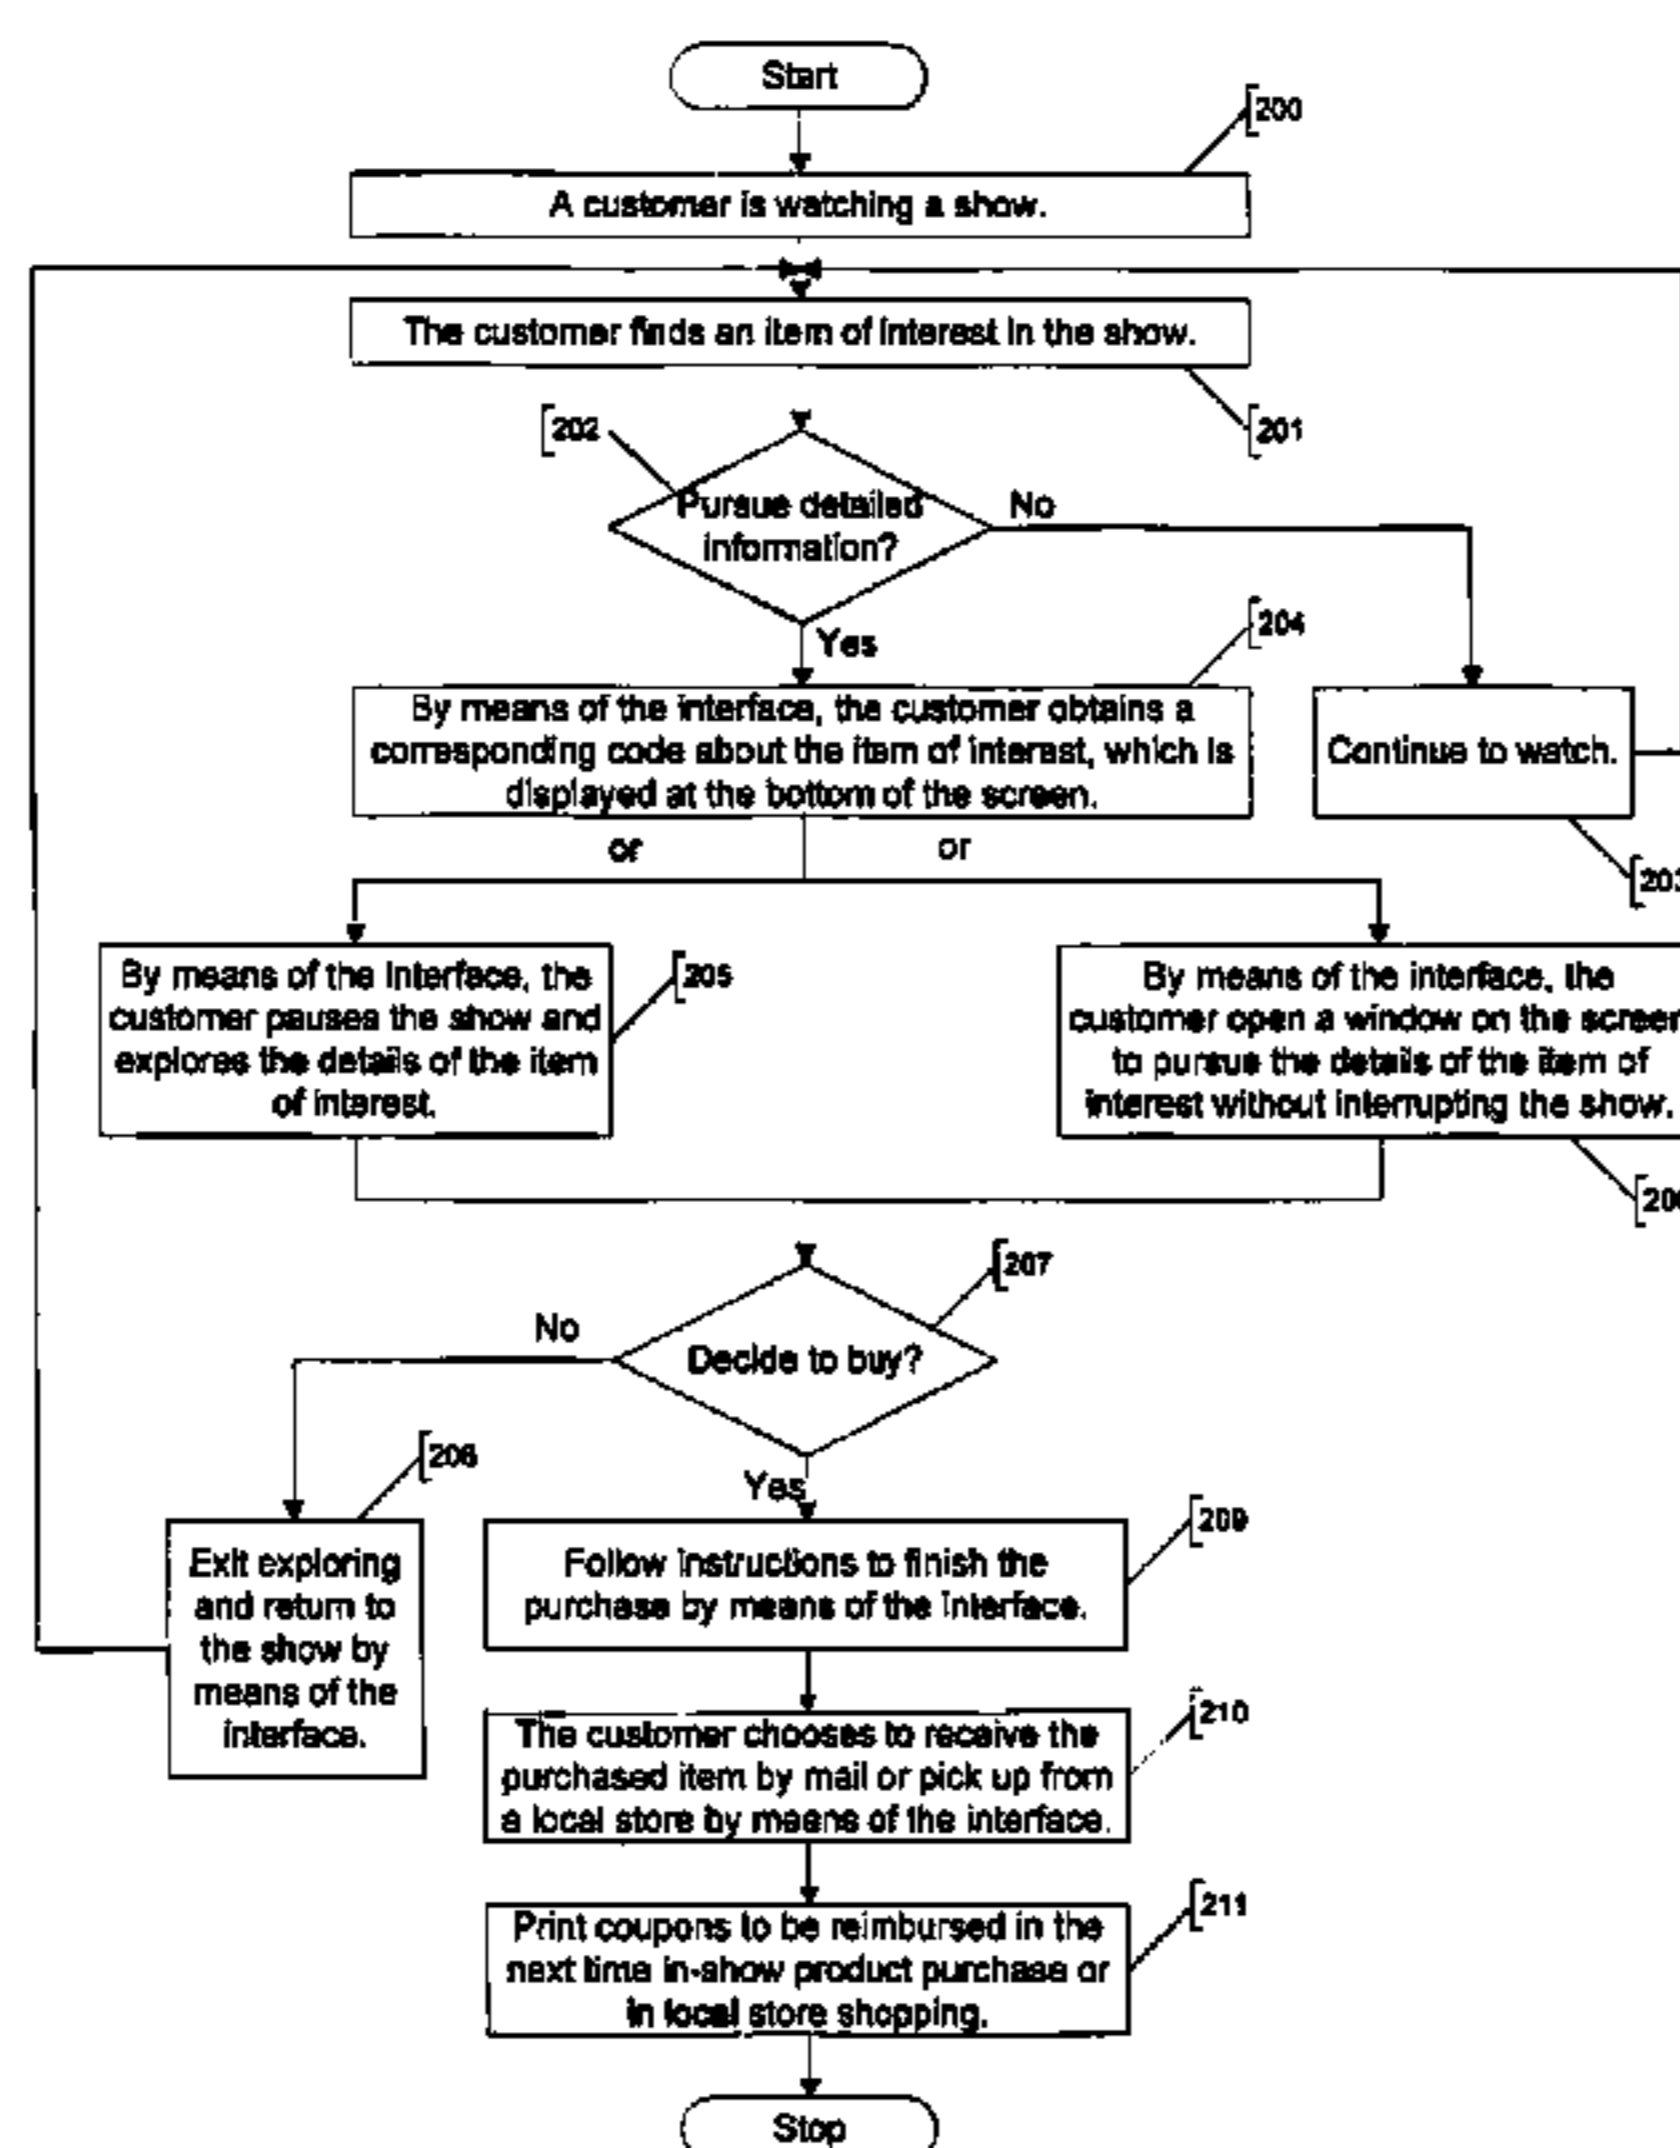 Start
200
A customer is watching a show.
The customer finds an item of interest in the show.
202
201
Pursue detailed
information?
No
Yes
204
By means of the interface, the customer obtains a
corresponding code about the item of interest, which is
displayed at the bottom of the screen.
Continue to watch.
or
or
By means of the interface, the
customer pauses the show and
explores the details of the item
of interest.
205
By means of the interface, the
customer open a window on the screen
to pursue the details of the item of
interest without interrupting the show.
207
No
Decide to buy?
Yes
Exit exploring
and return to
the show by
means of the
interface.
209
Follow instructions to finish the
purchase by means of the interface.
210
The customer chooses to receive the
purchased item by mail or pick up from
a local store by means of the interface.
211
Print coupons to be reimbursed in the
next time in-show product purchase or
in local store shopping.
Stop